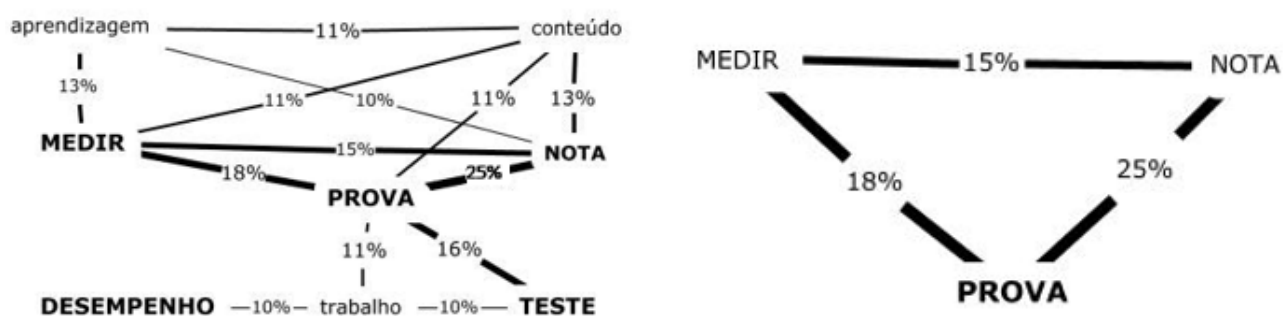 aprendizagem 11% conteúdo
13% 11% 10% 11% 13%
MEDIR 15% NOTA
18% 25%
PROVA
11% 16%
DESEMPENHO 10% trabalho 10% TESTE
MEDIR 15% NOTA
18% 25%
PROVA